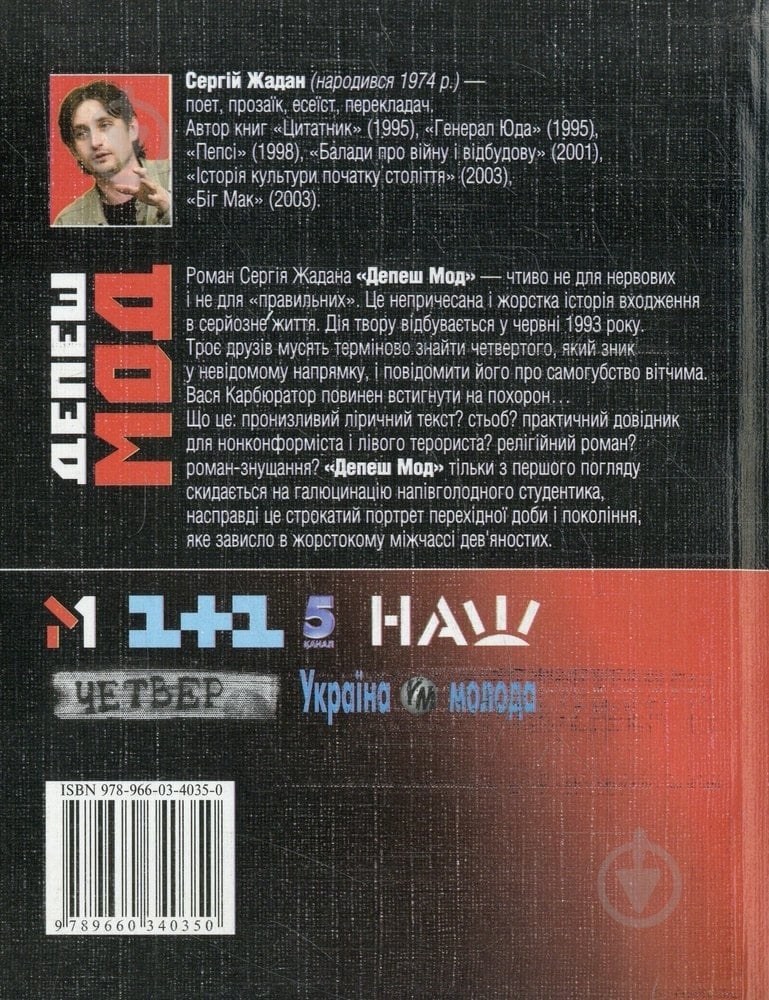 Сергій Жадан (народився 1974 р.) —
поет, прозаїк, есеїст, перекладач.
Автор книг «Цитатник» (1995), «Генерал Юда» (1995),
«Пепсі» (1998), «Балади про війну і відбудову» (2001),
«Історія культури початку століття» (2003),
«Біг Мак» (2003).
ДЕПЕШ
МОД
Роман Сергія Жадана «Депеш Мод» — чтиво не для нервових
і не для «правильних». Це непричесана і жорстка історія входження
в серйозне життя. Дія твору відбувається у червні 1993 року.
Троє друзів мусять терміново знайти четвертого, який зник
у невідомому напрямку, і повідомити його про самогубство вітчима.
Вася Карбюратор повинен встигнути на похорон...
Що це: пронизливий ліричний текст? стьоб? практичний довідник
для нонконформіста і лівого терориста? релігійний роман?
роман-знущання? «Депеш Мод» тільки з першого погляду
скидається на галюцинацію напівголодного студентика,
насправді це строкатий портрет перехідної доби і покоління,
яке зависло в жорстокому міжчассі дев'яностих.
М1 1+1 5 КАНАЛ НАШ
ЧЕТВЕР Україна УМ молода
ISBN 978-966-03-4035-0
9 789660 340350